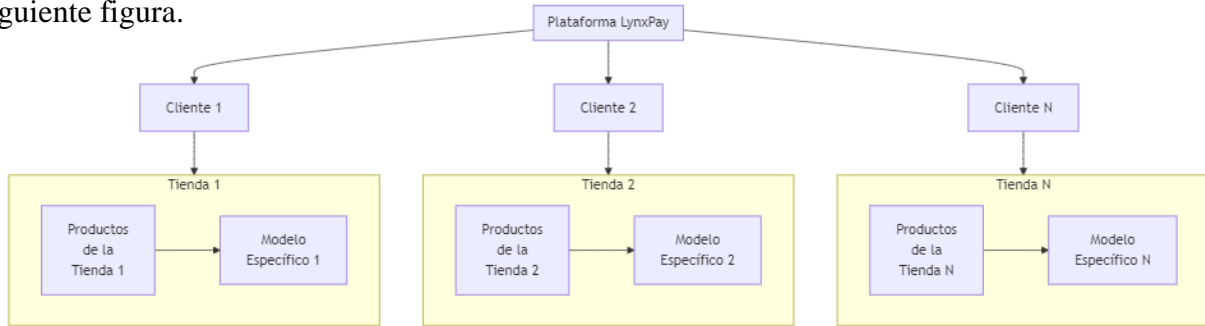 guiente figura.
Plataforma LynxPay
Cliente 1
Cliente 2
Cliente N
Tienda 1
Tienda 2
Tienda N
Productos
de la
Tienda 1
Modelo
Específico 1
Productos
de la
Tienda 2
Modelo
Específico 2
Productos
de la
Tienda N
Modelo
Específico N